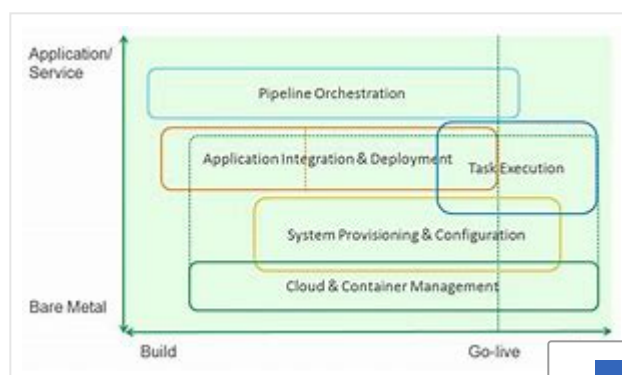 Application/
Service
Pipeline Orchestration
Application Integration & Deployment
Task Execution
System Provisioning & Configuration
Cloud & Container Management
Bare Metal
Build
Go-live